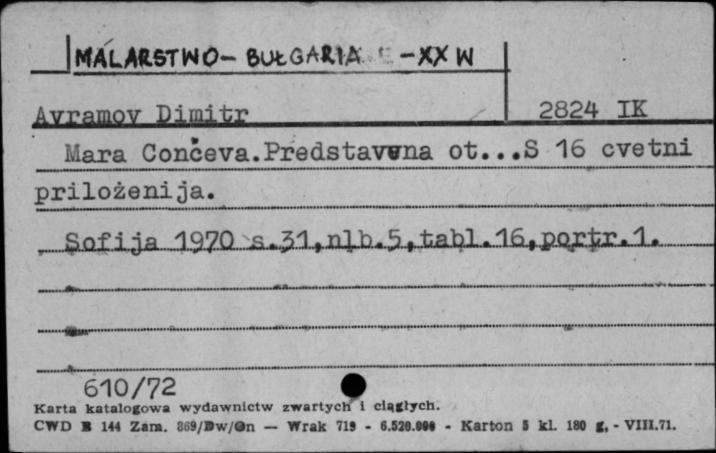 MALARSTWO - BUŁGARIA - XX W
Avramov Dimitr 2824 IK
Mara Cončeva. Predstavena ot...S 16 cvetni
priloženija.
Sofija 1970 s.31,nlb.5,tabl.16,portr.1.
610/72
Karta katalogowa wydawnictw zwartych i ciągłych.
CWD B 144 Zam. 869/Dw/On — Wrak 719 - 6.520.000 - Karton 5 kl. 180 g, - VIII.71.